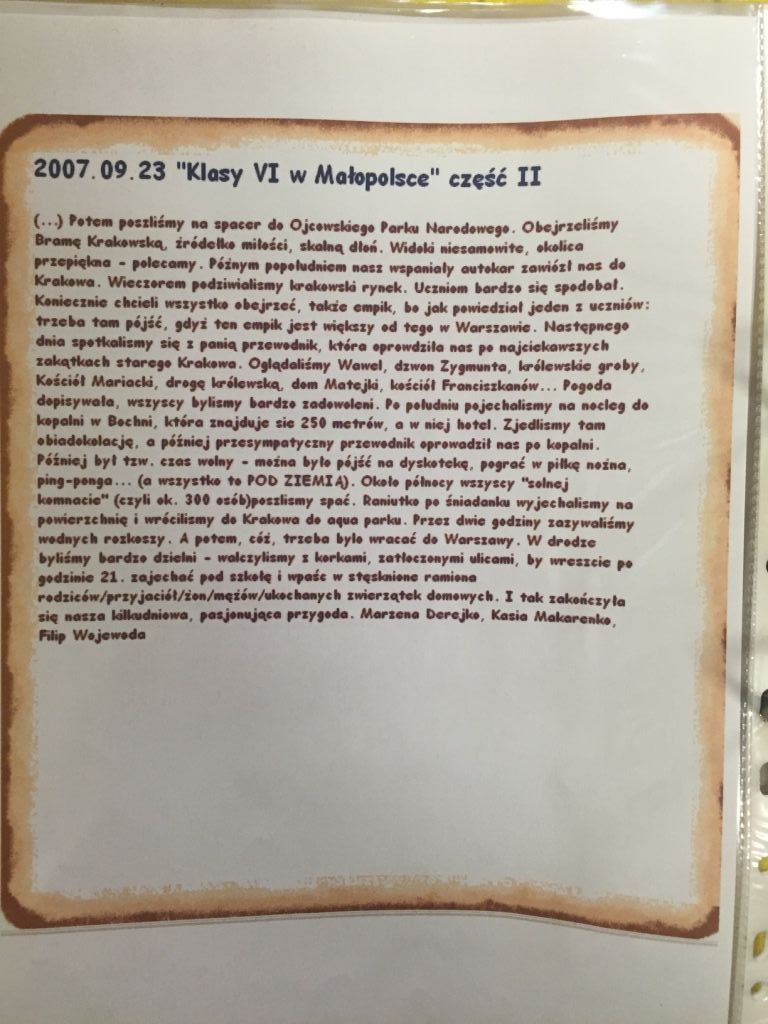 2007.09.23 "Klasy VI w Małopolsce" część II
(...) Potem poszliśmy na spacer do Ojcowskiego Parku Narodowego. Obejrzeliśmy
Bramę Krakowską, źródełko miłości, skalną dłoń. Widoki niesamowite, okolica
przepiękna - polecamy. Późnym popołudniem nasz wspaniały autokar zawiózł nas do
Krakowa. Wieczorem podziwialismy krakowski rynek. Uczniom bardzo się spodobał.
Koniecznie chcieli wszystko obejrzeć, także empik, bo jak powiedział jeden z uczniów:
trzeba tam pójść, gdyż ten empik jest większy od tego w Warszawie. Następnego
dnia spotkalismy się z panią przewodnik, która oprwdziła nas po najciekawszych
zakątkach starego Krakowa. Oglądaliśmy Wawel, dzwon Zygmunta, królewskie groby,
Kościół Mariacki, drogę królewską, dom Matejki, kościół Franciszkanów... Pogoda
dopisywała, wszyscy bylismy bardzo zadowoleni. Po południu pojechalismy na nocleg do
kopalni w Bochni, która znajduje sie 250 metrów, a w niej hotel. Zjedlismy tam
obiadokolację, a później przesympatyczny przewodnik oprowadził nas po kopalni.
Później był tzw. czas wolny - można było pójść na dyskotekę, pograć w piłkę nożna,
ping-ponga... (a wszystko to POD ZIEMIĄ). Około północy wszyscy "solnej
komnacie" (czyli ok. 300 osób)poszlismy spać. Raniutko po śniadanku wyjechalismy na
powierzchnię i wrócilismy do Krakowa do aqua parku. Przez dwie godziny zazywaliśmy
wodnych rozkoszy. A potem, cóż, trzeba było wracać do Warszawy. W drodze
byliśmy bardzo dzielni - walczylismy z korkami, zatłoczonymi ulicami, by wreszcie po
godzinie 21. zajechać pod szkołę i wpaśc w stęsknione ramiona
rodziców/przyjaciół/żon/mężów/ukochanych zwierzątek domowych. I tak zakończyła
się nasza kilkudniowa, pasjonująca przygoda. Marzena Derejko, Kasia Makarenko,
Filip Wojewoda